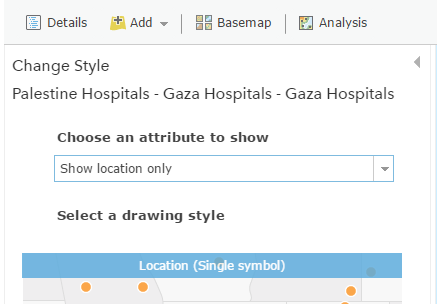 Details Add Basemap Analysis
Change Style
Palestine Hospitals - Gaza Hospitals - Gaza Hospitals
Choose an attribute to show
Show location only
Select a drawing style
Location (Single symbol)